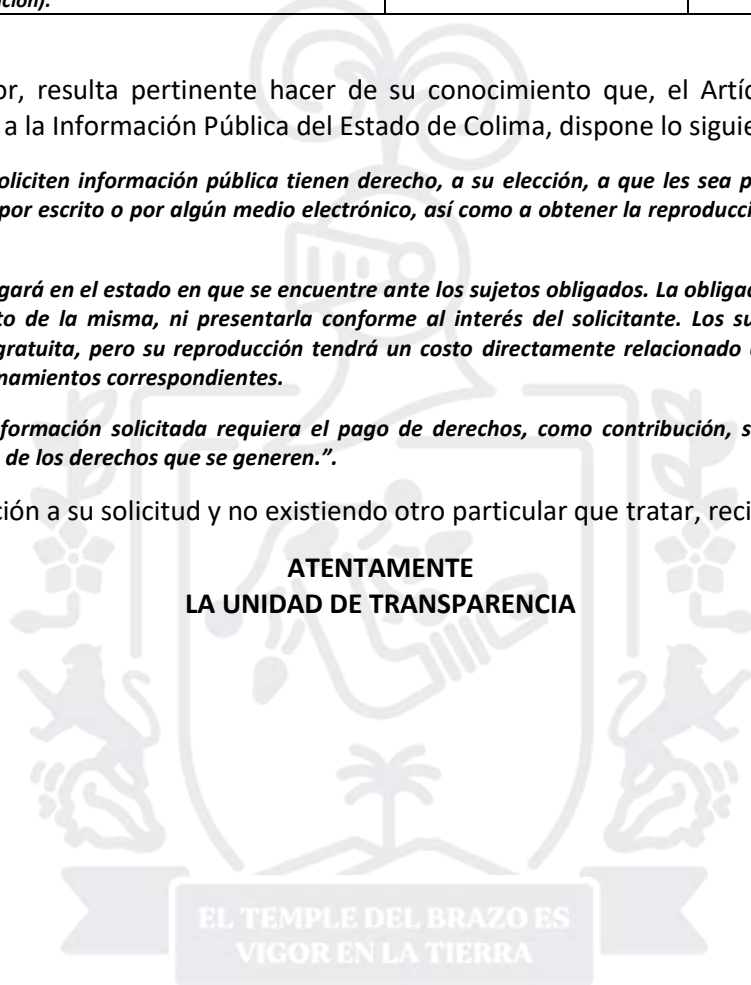 ción).
or, resulta pertinente hacer de su conocimiento que, el Artíc
a la Información Pública del Estado de Colima, dispone lo siguie
oliciten información pública tienen derecho, a su elección, a que les sea p
por escrito o por algún medio electrónico, así como a obtener la reproducci
gará en el estado en que se encuentre ante los sujetos obligados. La obligac
to de la misma, ni presentarla conforme al interés del solicitante. Los su
gratuita, pero su reproducción tendrá un costo directamente relacionado
namientos correspondientes.
formación solicitada requiera el pago de derechos, como contribución, s
de los derechos que se generen.”.
ción a su solicitud y no existiendo otro particular que tratar, reci
ATENTAMENTE
LA UNIDAD DE TRANSPARENCIA
EL TEMPLE DEL BRAZO ES
VIGOR EN LA TIERRA